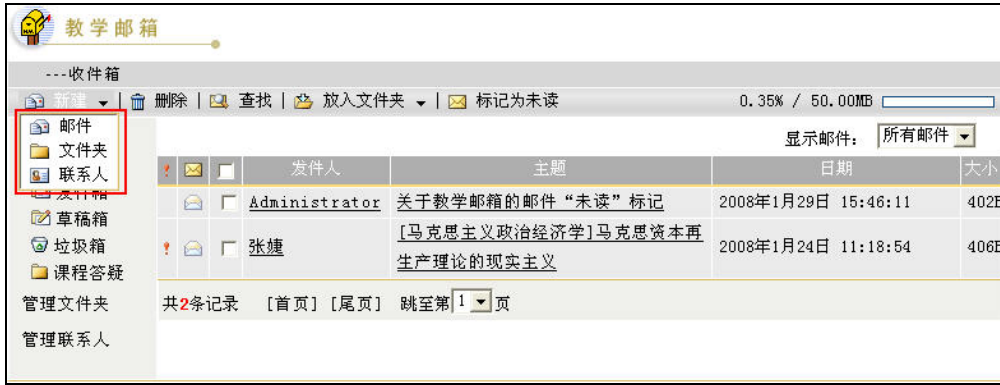 教学邮箱
---收件箱
新建 删除 | 查找 | 放入文件夹 | 标记为未读 0.35% / 50.00MB
邮件
文件夹
联系人
显示邮件: 所有邮件
! 发件人 主题 日期 大小
发件箱
草稿箱
垃圾箱
课程答疑
管理文件夹
管理联系人
Administrator 关于教学邮箱的邮件“未读”标记 2008年1月29日 15:46:11 402B
! 张婕 [马克思主义政治经济学]马克思资本再
生产理论的现实主义 2008年1月24日 11:18:54 406B
共2条记录 [首页] [尾页] 跳至第 1 页